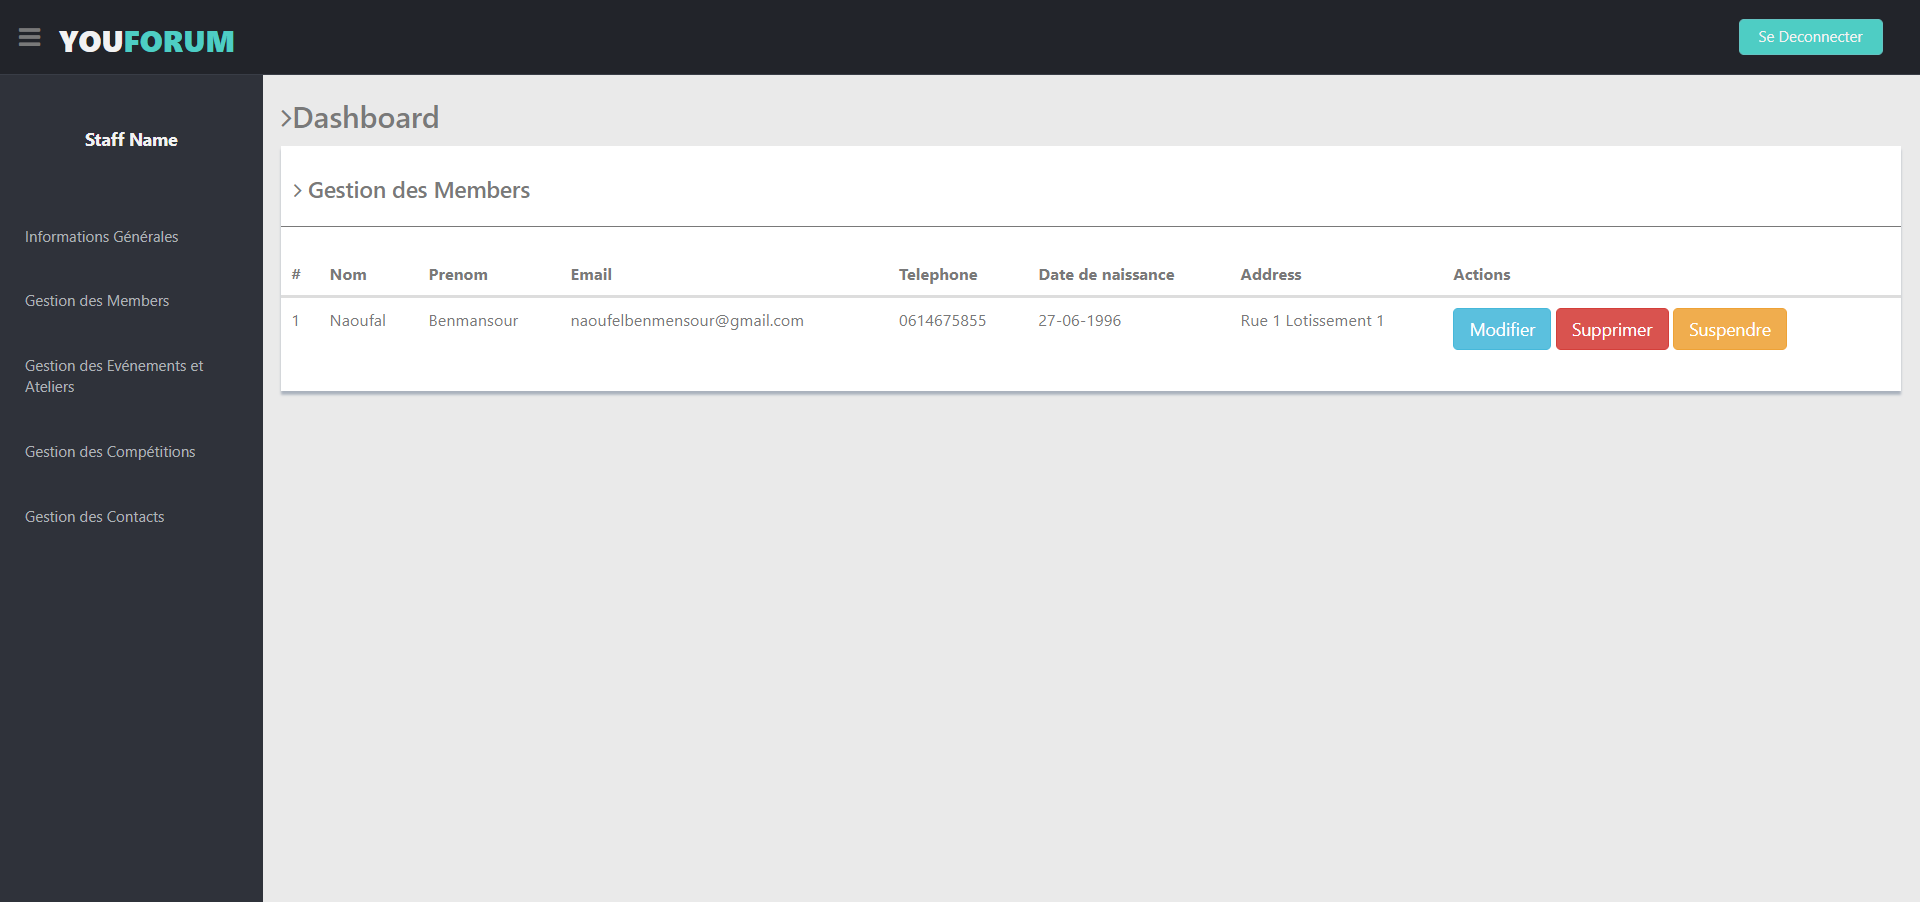 YOUFORUM
Se Deconnecter
Staff Name
Informations Générales
Gestion des Members
Gestion des Evénements et
Ateliers
Gestion des Compétitions
Gestion des Contacts
Dashboard
Gestion des Members
# Nom Prenom Email Telephone Date de naissance Address Actions
1 Naoufal Benmansour naoufelbenmensour@gmail.com 0614675855 27-06-1996 Rue 1 Lotissement 1 Modifier Supprimer Suspendre